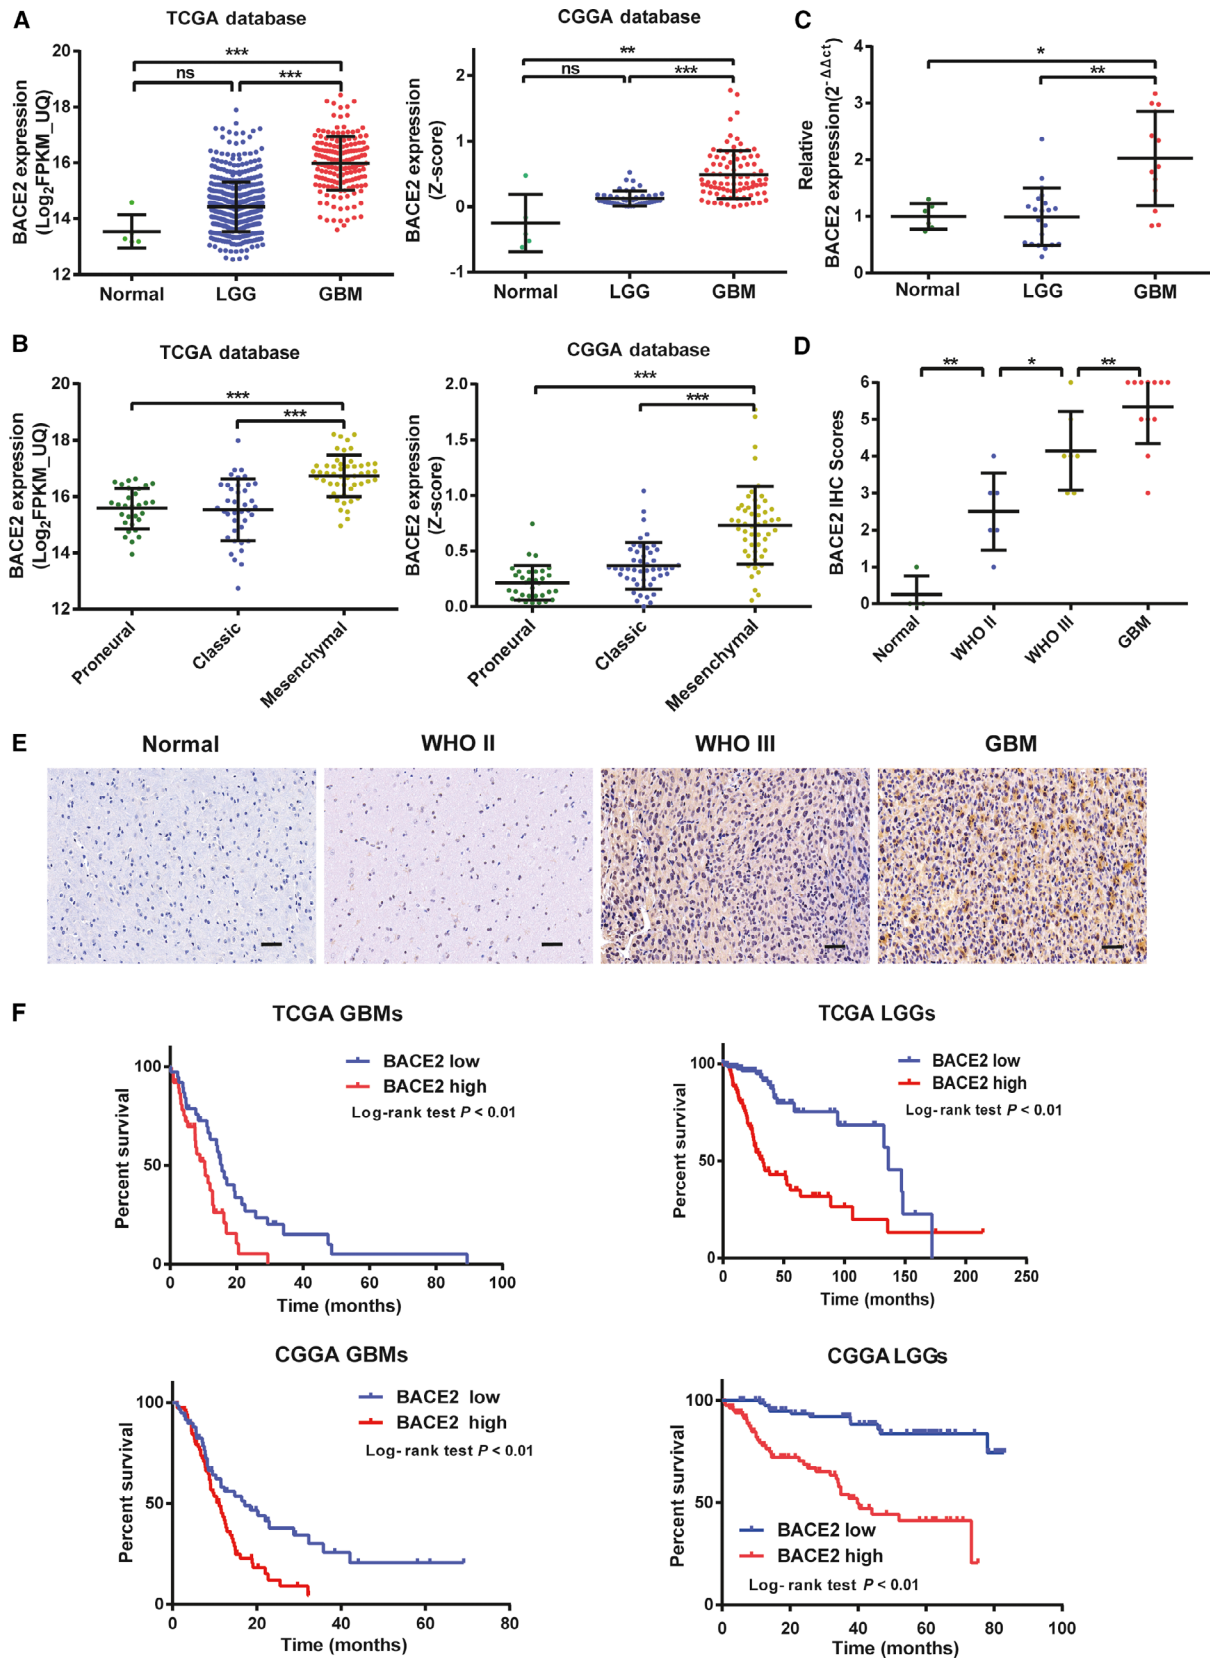 A
TCGA database
BACE2 expression
(Log2FPKM_UQ)
20
18
16
14
12
***
ns
***
Normal
LGG
GBM
CGGA database
BACE2 expression
(Z-score)
2
1
0
-1
**
ns
***
Normal
LGG
GBM
C
Relative
BACE2 expression(2-ΔΔct)
4
3
2
1
0
*
**
Normal
LGG
GBM
B
TCGA database
BACE2 expression
(Log2FPKM_UQ)
20
18
16
14
12
***
***
Proneural
Classic
Mesenchymal
CGGA database
BACE2 expression
(Z-score)
2.0
1.5
1.0
0.5
0.0
***
***
Proneural
Classic
Mesenchymal
D
BACE2 IHC Scores
6
5
4
3
2
1
0
**
*
**
Normal
WHO II
WHO III
GBM
E
Normal
WHO II
WHO III
GBM
F
TCGA GBMs
Percent survival
100
50
0
BACE2 low
BACE2 high
Log-rank test P < 0.01
0 20 40 60 80 100
Time (months)
TCGA LGGs
Percent survival
100
50
0
BACE2 low
BACE2 high
Log-rank test P < 0.01
0 50 100 150 200 250
Time (months)
CGGA GBMs
Percent survival
100
50
0
BACE2 low
BACE2 high
Log-rank test P < 0.01
0 20 40 60 80
Time (months)
CGGA LGGs
Percent survival
100
50
0
BACE2 low
BACE2 high
Log-rank test P < 0.01
0 20 40 60 80 100
Time (months)